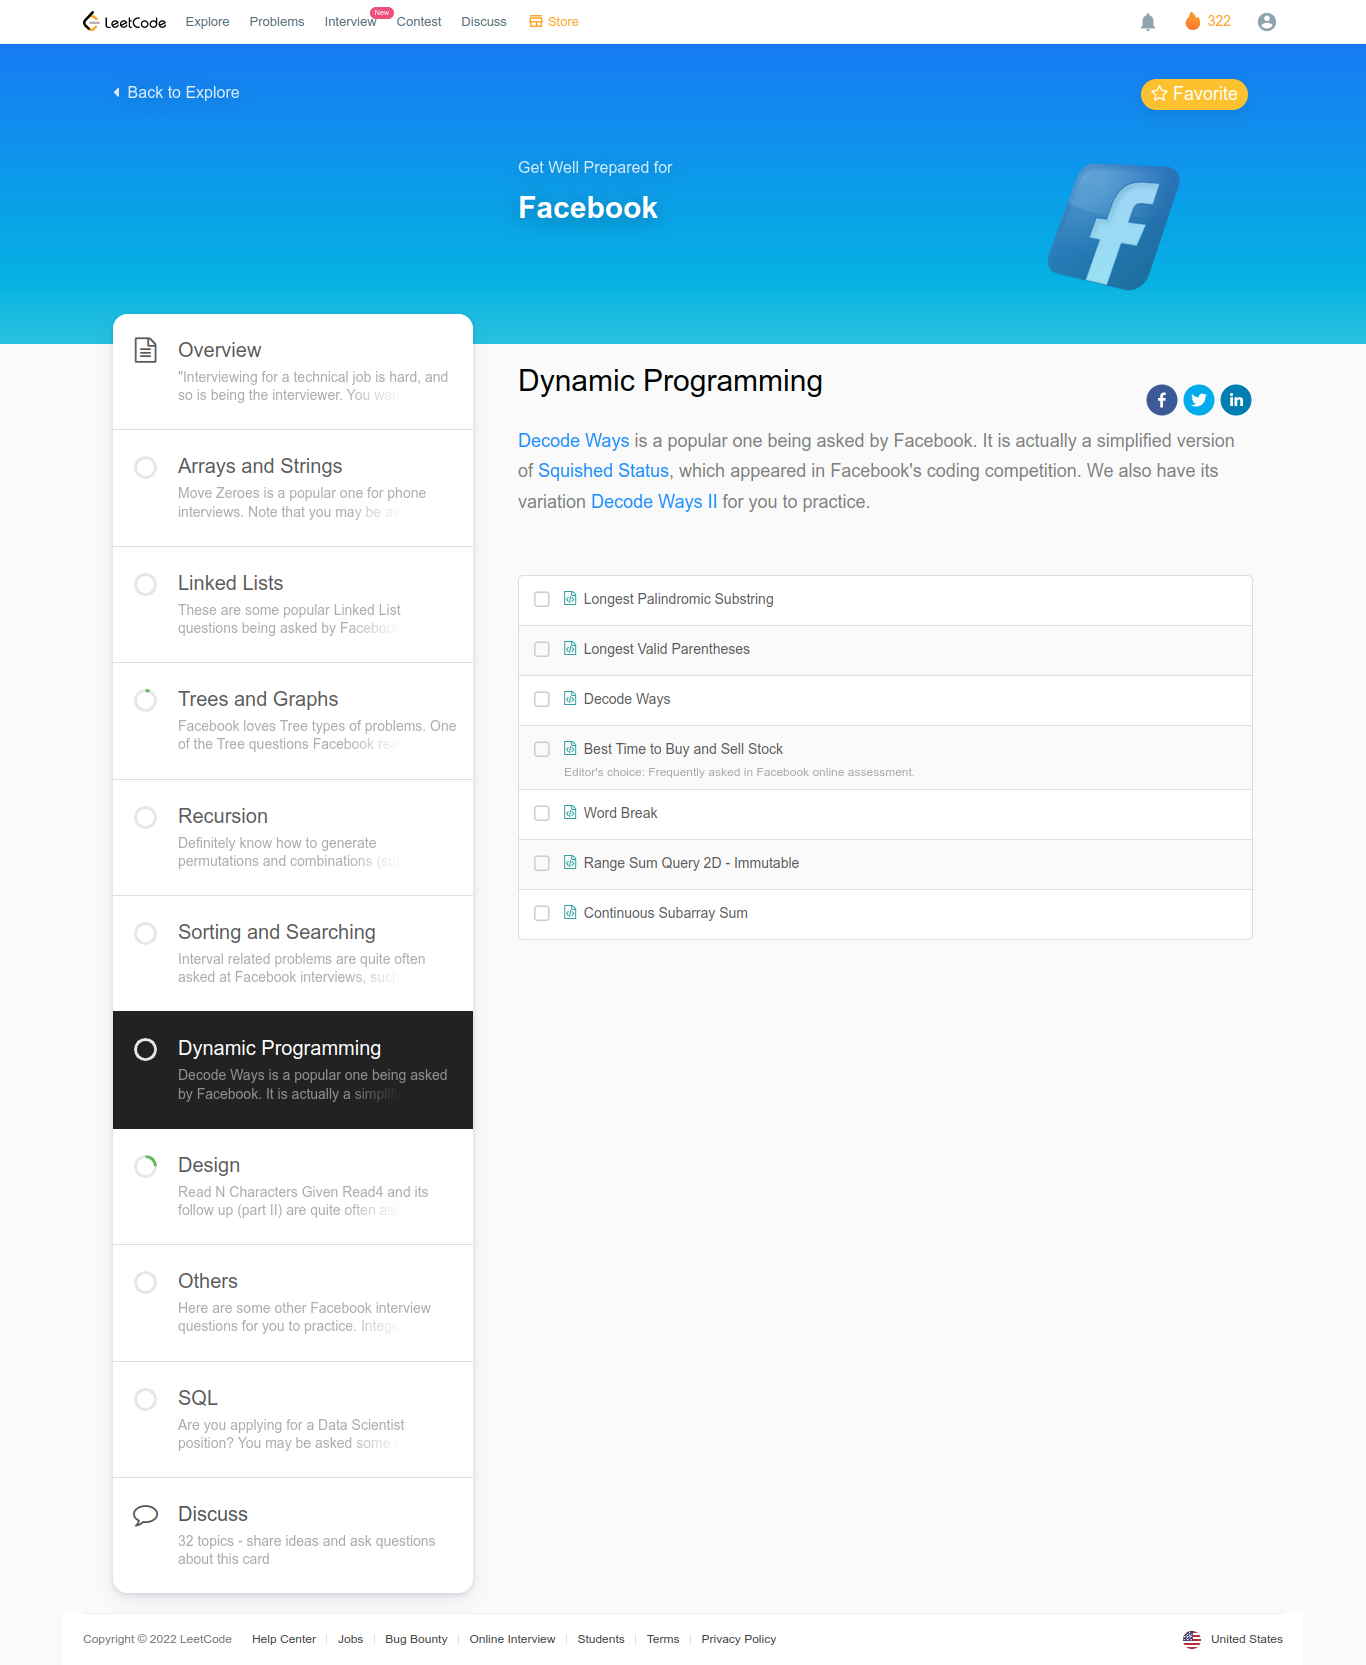 LeetCode Explore Problems Interview New Contest Discuss Store 322
Back to Explore
Favorite
Get Well Prepared for
Facebook
Overview
"Interviewing for a technical job is hard, and
so is being the interviewer. You wan
Arrays and Strings
Move Zeroes is a popular one for phone
interviews. Note that you may be as
Linked Lists
These are some popular Linked List
questions being asked by Facebook
Trees and Graphs
Facebook loves Tree types of problems. One
of the Tree questions Facebook rea
Recursion
Definitely know how to generate
permutations and combinations (sub
Sorting and Searching
Interval related problems are quite often
asked at Facebook interviews, such
Dynamic Programming
Decode Ways is a popular one being asked
by Facebook. It is actually a simplifi
Design
Read N Characters Given Read4 and its
follow up (part II) are quite often ask
Others
Here are some other Facebook interview
questions for you to practice. Intege
SQL
Are you applying for a Data Scientist
position? You may be asked some
Discuss
32 topics - share ideas and ask questions
about this card
Dynamic Programming
Decode Ways is a popular one being asked by Facebook. It is actually a simplified version
of Squished Status, which appeared in Facebook's coding competition. We also have its
variation Decode Ways II for you to practice.
Longest Palindromic Substring
Longest Valid Parentheses
Decode Ways
Best Time to Buy and Sell Stock
Editor's choice: Frequently asked in Facebook online assessment.
Word Break
Range Sum Query 2D - Immutable
Continuous Subarray Sum
Copyright © 2022 LeetCode Help Center Jobs Bug Bounty Online Interview Students Terms Privacy Policy United States